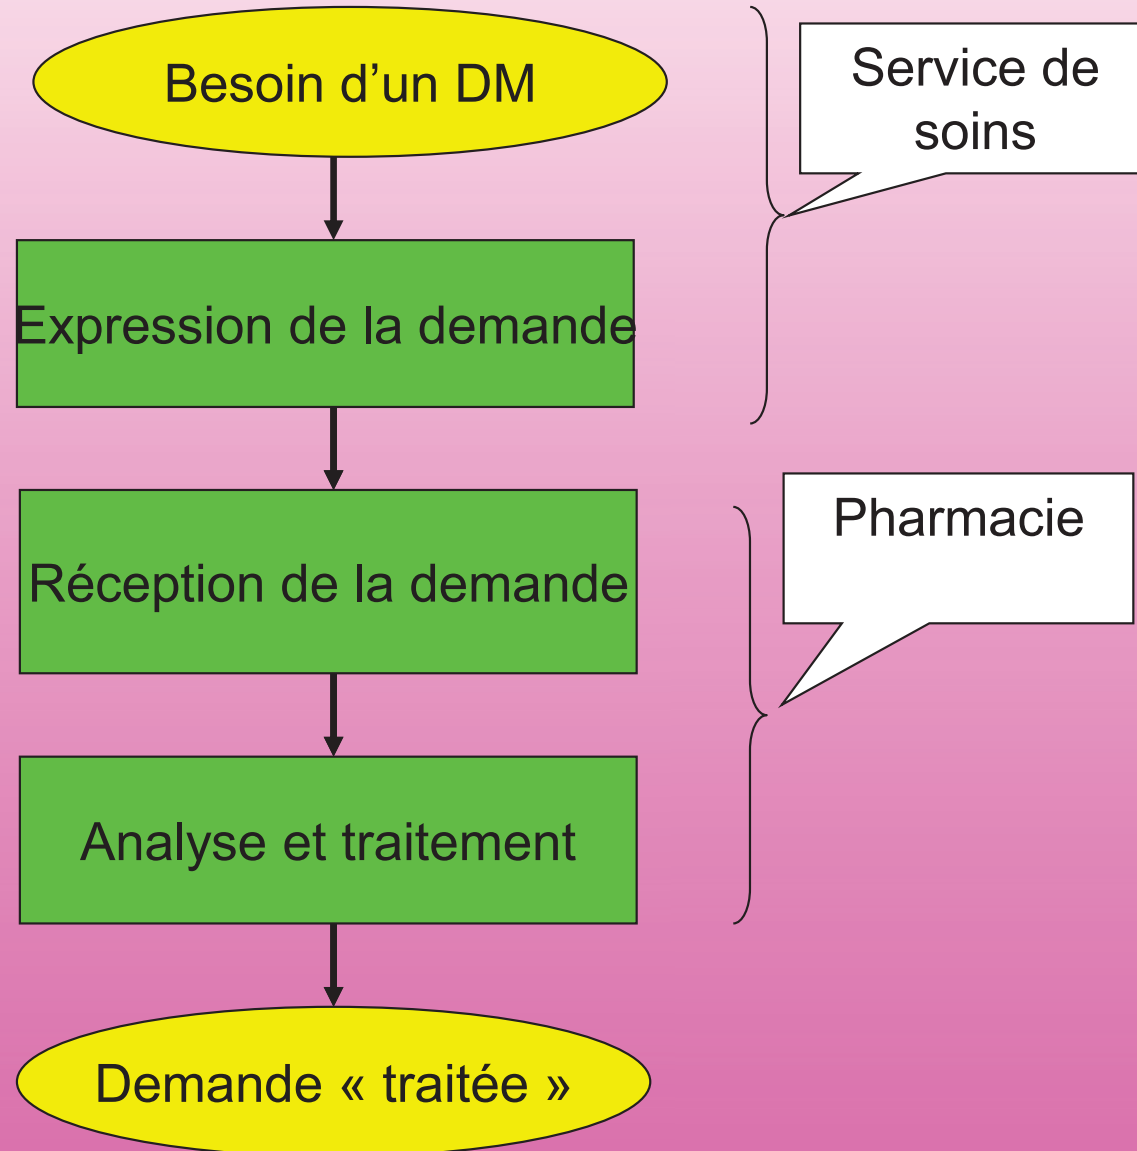 Besoin d’un DM
Service de
soins
Expression de la demande
Réception de la demande
Pharmacie
Analyse et traitement
Demande « traitée »